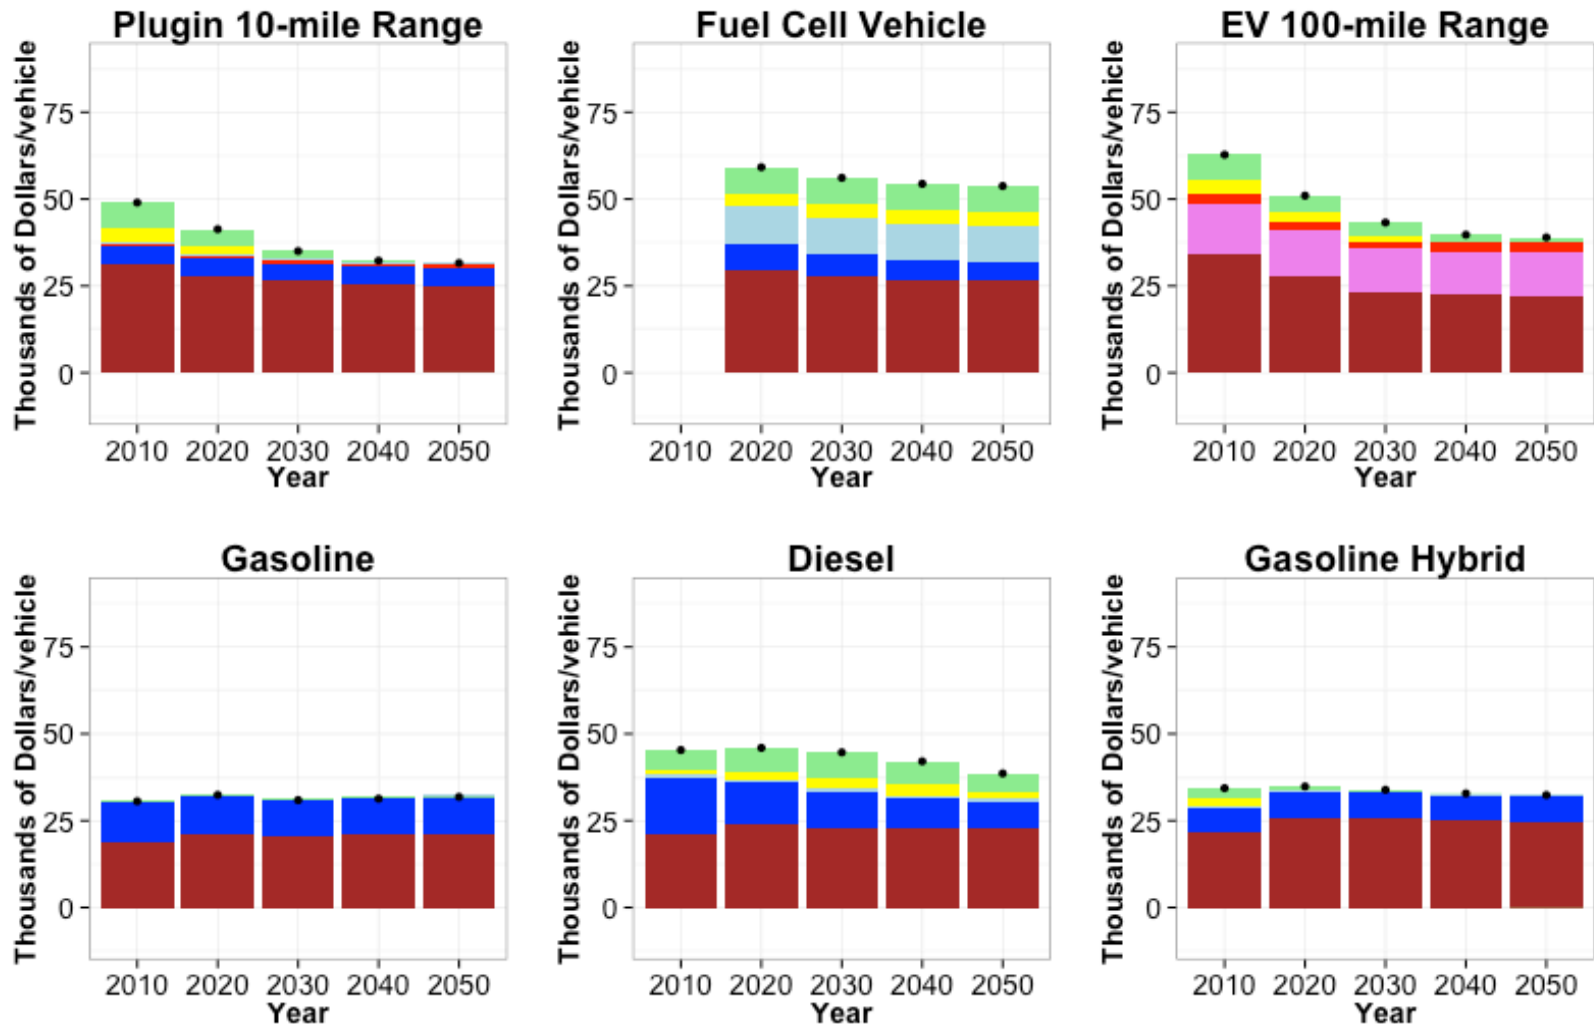 Plugin 10-mile Range
Thousands of Dollars/vehicle
75
50
25
0
2010 2020 2030 2040 2050
Year
Fuel Cell Vehicle
Thousands of Dollars/vehicle
75
50
25
0
2010 2020 2030 2040 2050
Year
EV 100-mile Range
Thousands of Dollars/vehicle
75
50
25
0
2010 2020 2030 2040 2050
Year
Gasoline
Thousands of Dollars/vehicle
75
50
25
0
2010 2020 2030 2040 2050
Year
Diesel
Thousands of Dollars/vehicle
75
50
25
0
2010 2020 2030 2040 2050
Year
Gasoline Hybrid
Thousands of Dollars/vehicle
75
50
25
0
2010 2020 2030 2040 2050
Year